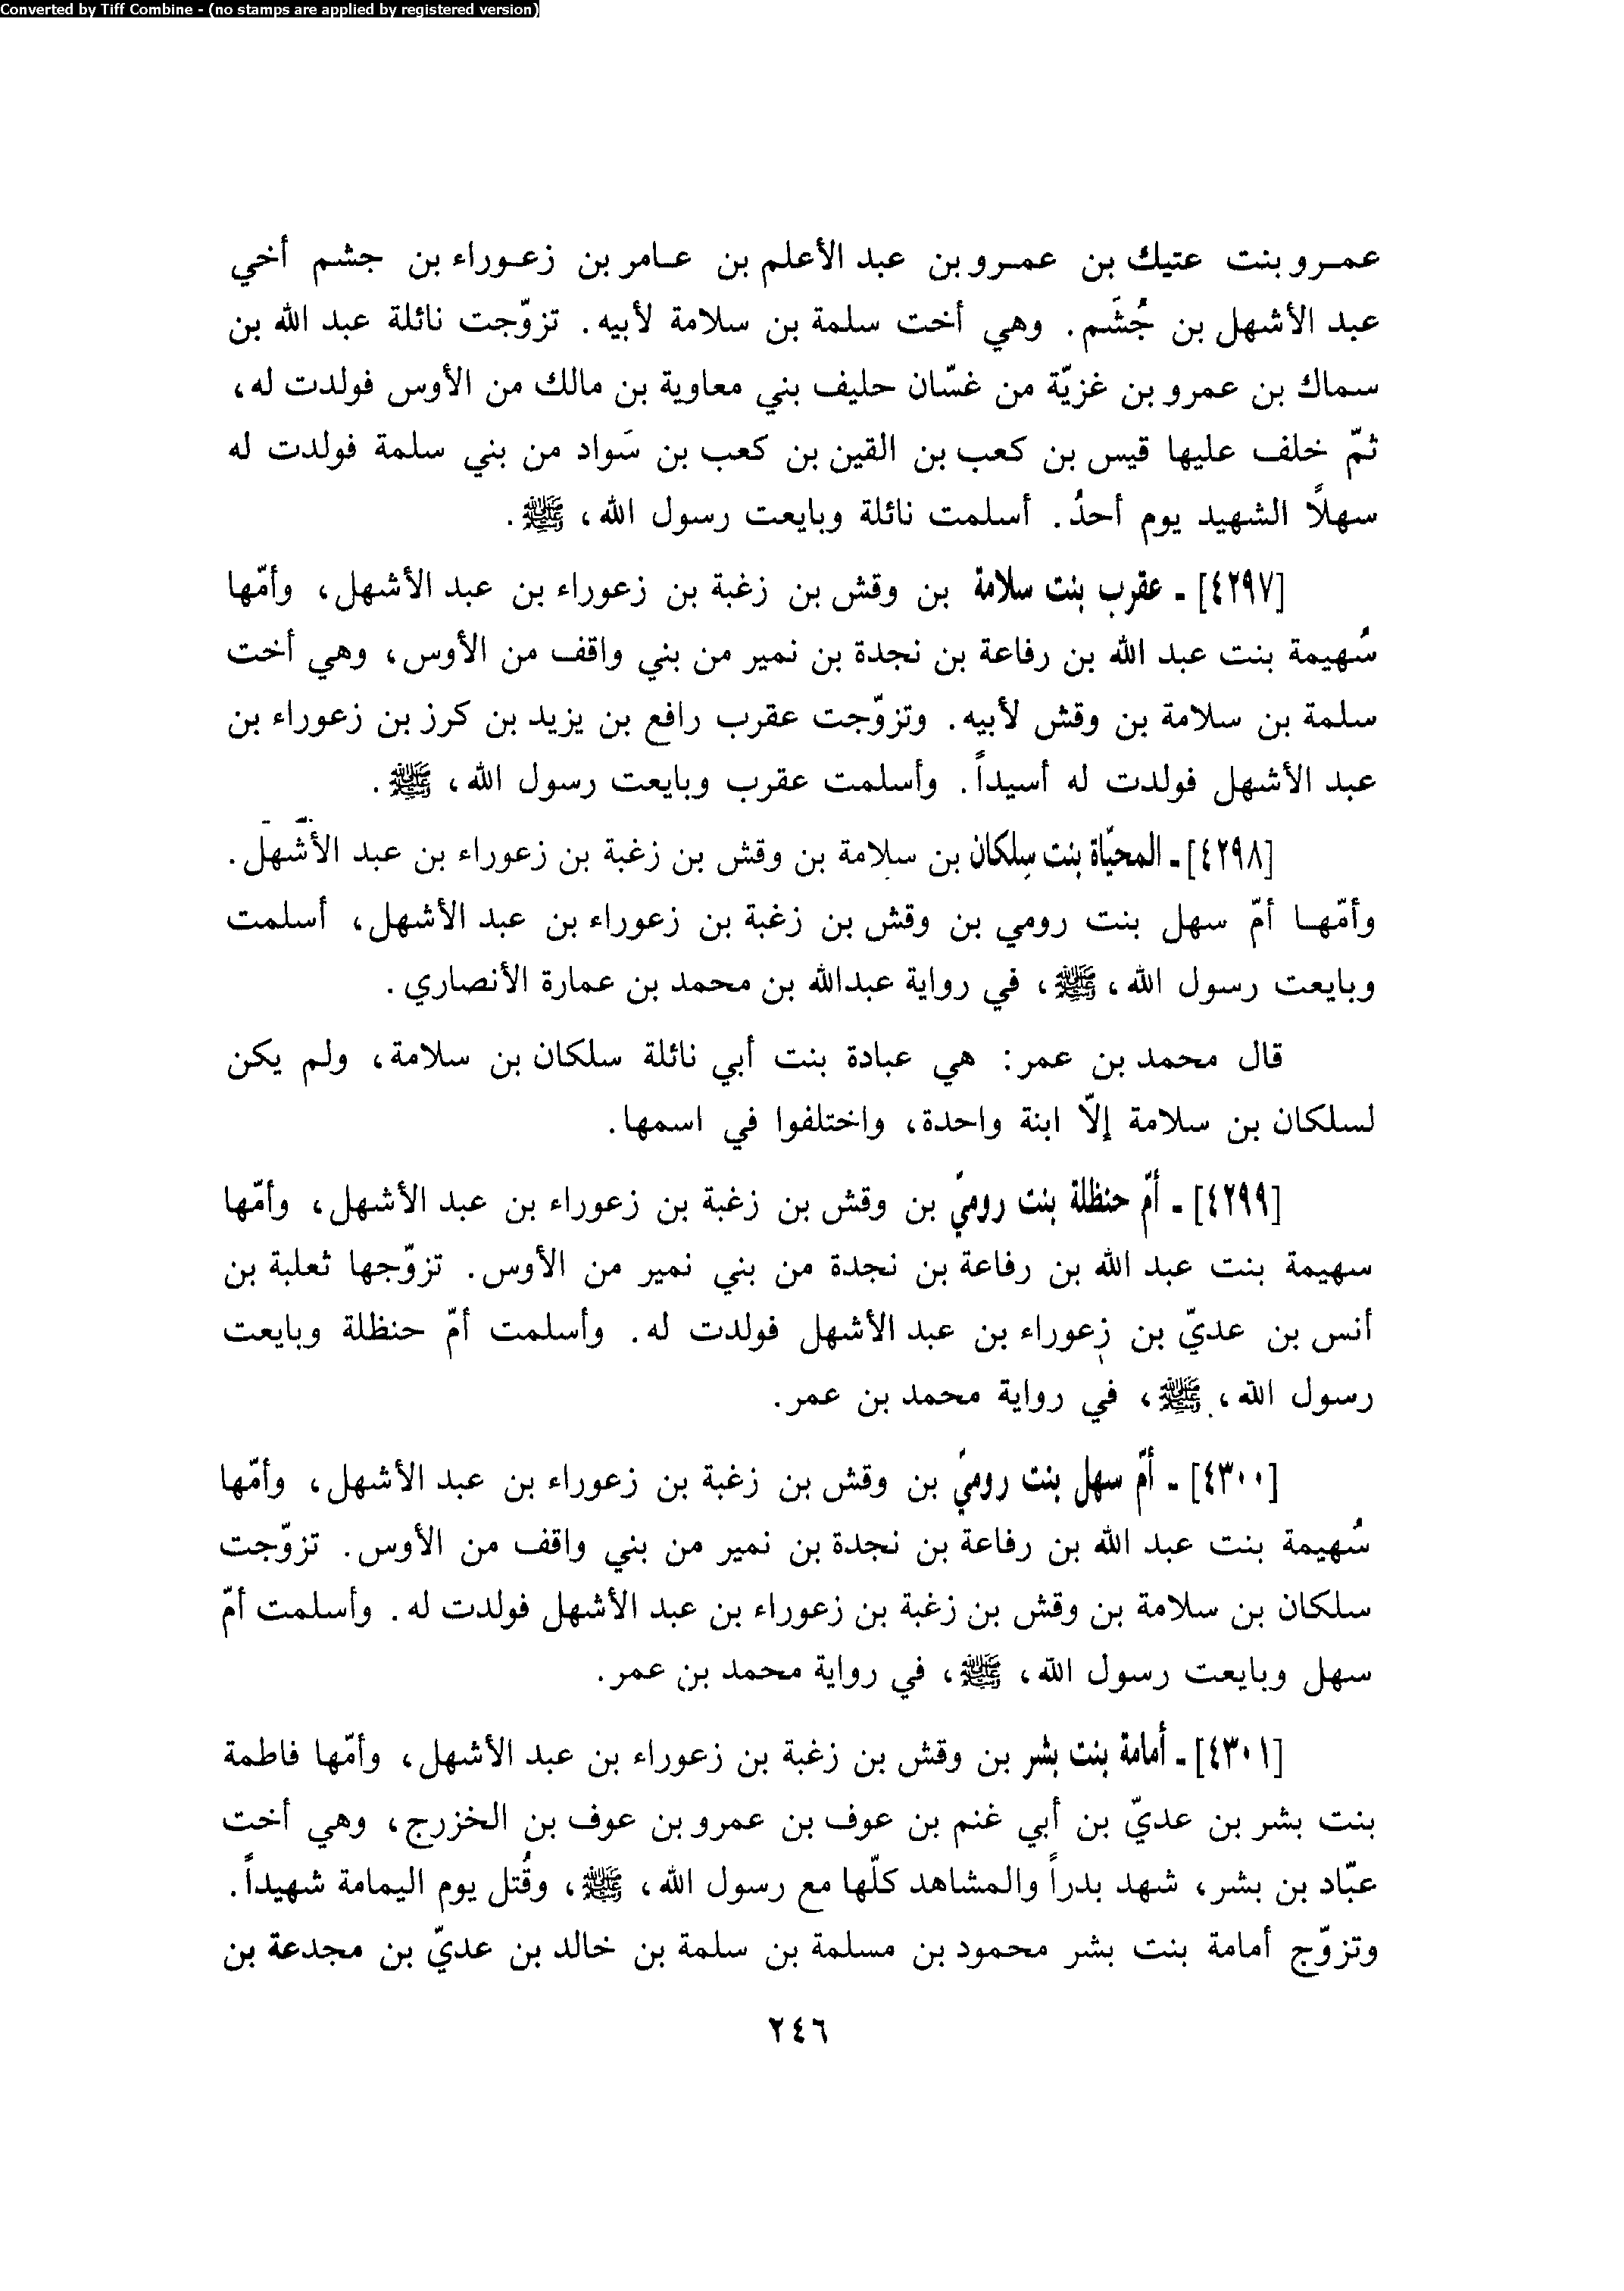 Converted by Tiff Combine - (no stamps are applied by registered version)
عمـرو بنت عتيك بن عمـرو بن عبد الأعلم بن عـامر بن زعـوراء بن جشم أخي
عبد الأشهل بن جُشَم. وهي أخت سلمة بن سلامة لأبيه. تزوّجت نائلة عبد الله بن
سماك بن عمرو بن غزيّة من غسّان حليف بني معاوية بن مالك من الأوس فولدت له،
ثمّ خلف عليها قيس بن كعب بن القين بن كعب بن سَواد من بني سلمة فولدت له
سهلاً الشهيد يوم أحدُ. أسلمت نائلة وبايعت رسول الله، ﷺ.
[٤٢٩٧] - عقرب بنت سلامة بن وقش بن زغبة بن زعوراء بن عبد الأشهل، وأمّها
سُهيمة بنت عبد الله بن رفاعة بن نجدة بن نمير من بني واقف من الأوس، وهي أخت
سلمة بن سلامة بن وقش لأبيه. وتزوّجت عقرب رافع بن يزيد بن كرز بن زعوراء بن
عبد الأشهل فولدت له أسيداً. وأسلمت عقرب وبايعت رسول الله، ﷺ.
[٤٢٩٨] - المحيّاة بنت سِلكان بن سلامة بن وقش بن زغبة بن زعوراء بن عبد الأشهل.
وأمّهـا أمّ سهل بنت رومي بن وقش بن زغبة بن زعوراء بن عبد الأشهل، أسلمت
وبايعت رسول الله، ﷺ، في رواية عبدالله بن محمد بن عمارة الأنصاري.
قال محمد بن عمر: هي عبادة بنت أبي نائلة سلكان بن سلامة، ولم يكن
لسلكان بن سلامة إلّا ابنة واحدة، واختلفوا في اسمها.
[٤٢٩٩] - أمّ حنظلة بنت روميّ بن وقش بن زغبة بن زعوراء بن عبد الأشهل، وأمّها
سهيمة بنت عبد الله بن رفاعة بن نجدة من بني نمير من الأوس. تزوّجها ثعلبة بن
أنس بن عديّ بن زعوراء بن عبد الأشهل فولدت له. وأسلمت أمّ حنظلة وبايعت
رسول الله، ﷺ، في رواية محمد بن عمر.
[٤٣٠٠] - أمّ سهل بنت روميّ بن وقش بن زغبة بن زعوراء بن عبد الأشهل، وأمّها
سُهيمة بنت عبد الله بن رفاعة بن نجدة بن نمير من بني واقف من الأوس. تزوّجت
سلكان بن سلامة بن وقش بن زغبة بن زعوراء بن عبد الأشهل فولدت له. وأسلمت أمّ
سهل وبايعت رسول الله، ﷺ، في رواية محمد بن عمر.
[٤٣٠١] - أمامة بنت بشر بن وقش بن زغبة بن زعوراء بن عبد الأشهل، وأمّها فاطمة
بنت بشر بن عديّ بن أبي غنم بن عوف بن عمرو بن عوف بن الخزرج، وهي أخت
عبّاد بن بشر، شهد بدراً والمشاهد كلّها مع رسول الله، ﷺ، وقُتل يوم اليمامة شهيداً.
وتزوّج أمامة بنت بشر محمود بن مسلمة بن سلمة بن خالد بن عديّ بن مجدعة بن
٢٤٦